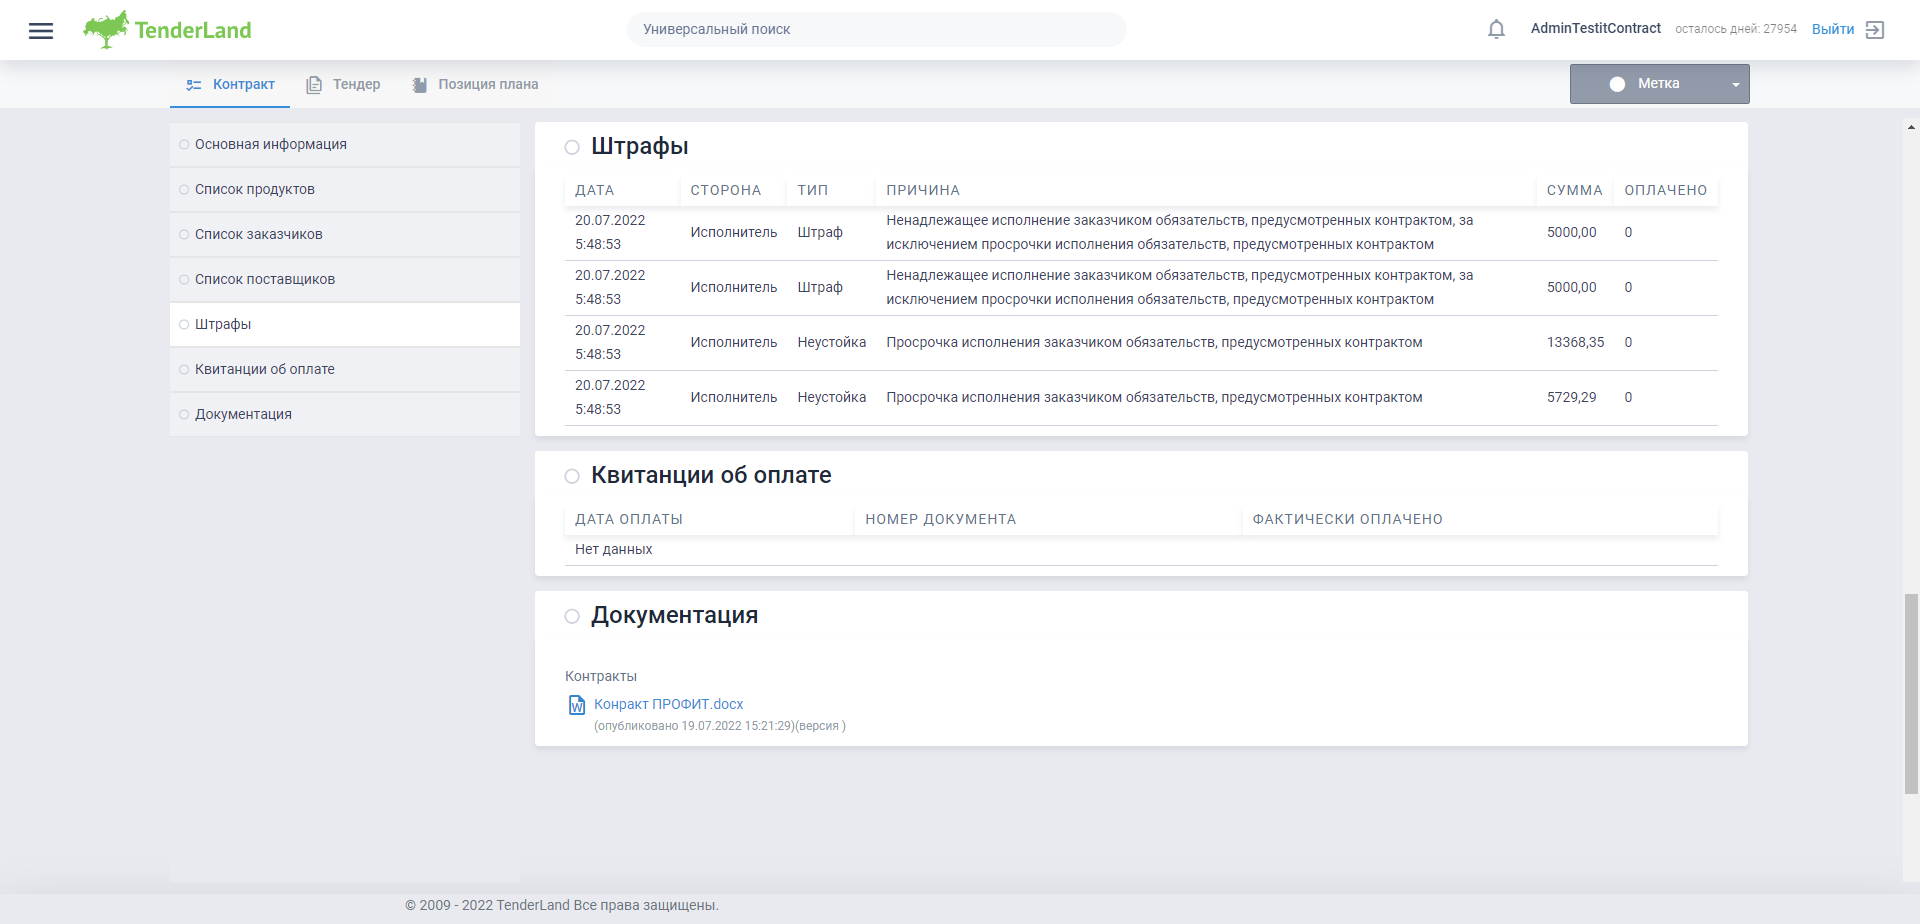 TenderLand
Универсальный поиск
AdminTestitContract осталось дней: 27954 Выйти
Контракт Тендер Позиция плана
Метка
Основная информация
Список продуктов
Список заказчиков
Список поставщиков
Штрафы
Квитанции об оплате
Документация
Штрафы
ДАТА СТОРОНА ТИП ПРИЧИНА СУММА ОПЛАЧЕНО
20.07.2022 5:48:53 Исполнитель Штраф Ненадлежащее исполнение заказчиком обязательств, предусмотренных контрактом, за
исключением просрочки исполнения обязательств, предусмотренных контрактом 5000,00 0
20.07.2022 5:48:53 Исполнитель Штраф Ненадлежащее исполнение заказчиком обязательств, предусмотренных контрактом, за
исключением просрочки исполнения обязательств, предусмотренных контрактом 5000,00 0
20.07.2022 5:48:53 Исполнитель Неустойка Просрочка исполнения заказчиком обязательств, предусмотренных контрактом 13368,35 0
20.07.2022 5:48:53 Исполнитель Неустойка Просрочка исполнения заказчиком обязательств, предусмотренных контрактом 5729,29 0
Квитанции об оплате
ДАТА ОПЛАТЫ НОМЕР ДОКУМЕНТА ФАКТИЧЕСКИ ОПЛАЧЕНО
Нет данных
Документация
Контракты
Конракт ПРОФИТ.docx
(опубликовано 19.07.2022 15:21:29)(версия )
© 2009 - 2022 TenderLand Все права защищены.